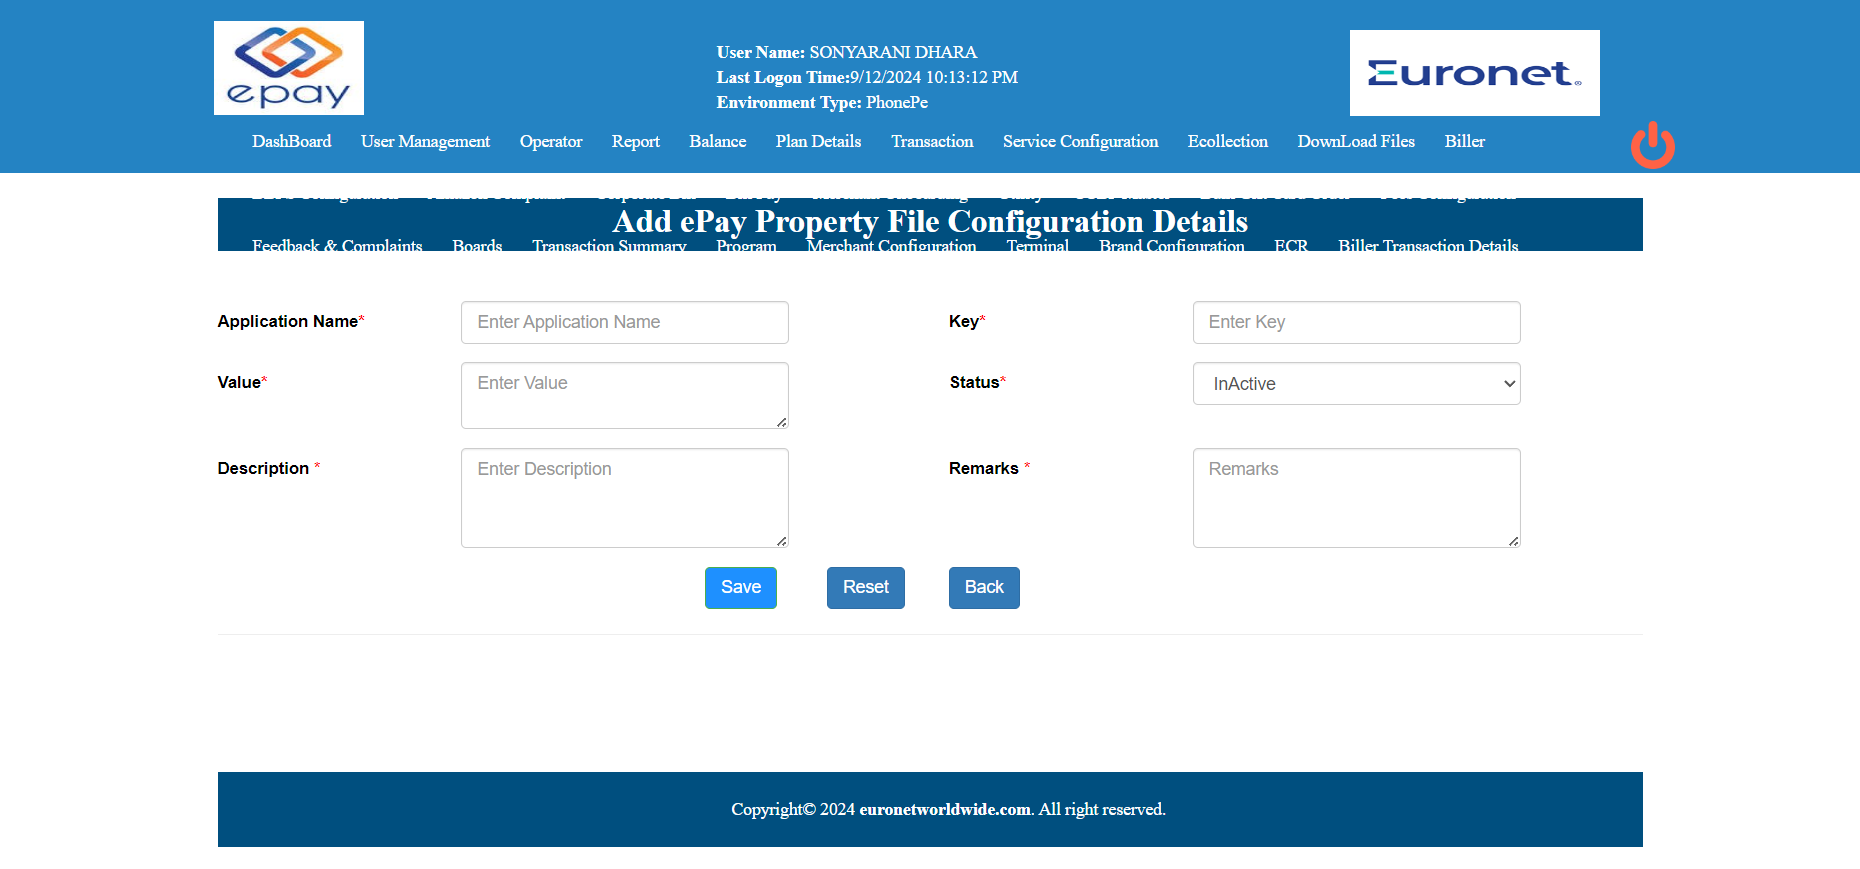 epay
User Name: SONYARANI DHARA
Last Logon Time:9/12/2024 10:13:12 PM
Environment Type: PhonePe
Euronet
DashBoard User Management Operator Report Balance Plan Details Transaction Service Configuration Ecollection DownLoad Files Biller
Add ePay Property File Configuration Details
Feedback & Complaints Boards Transaction Summary Program Merchant Configuration Terminal Brand Configuration ECR Biller Transaction Details
Application Name* Enter Application Name Key* Enter Key
Value* Enter Value Status* InActive
Description * Enter Description Remarks * Remarks
Save Reset Back
Copyright© 2024 euronetworldwide.com. All right reserved.